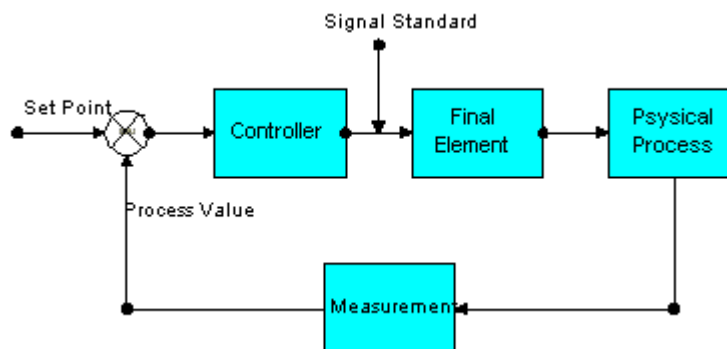 Signal Standard
Set Point
Controller
Final
Element
Psysical
Process
Process Value
Measurement